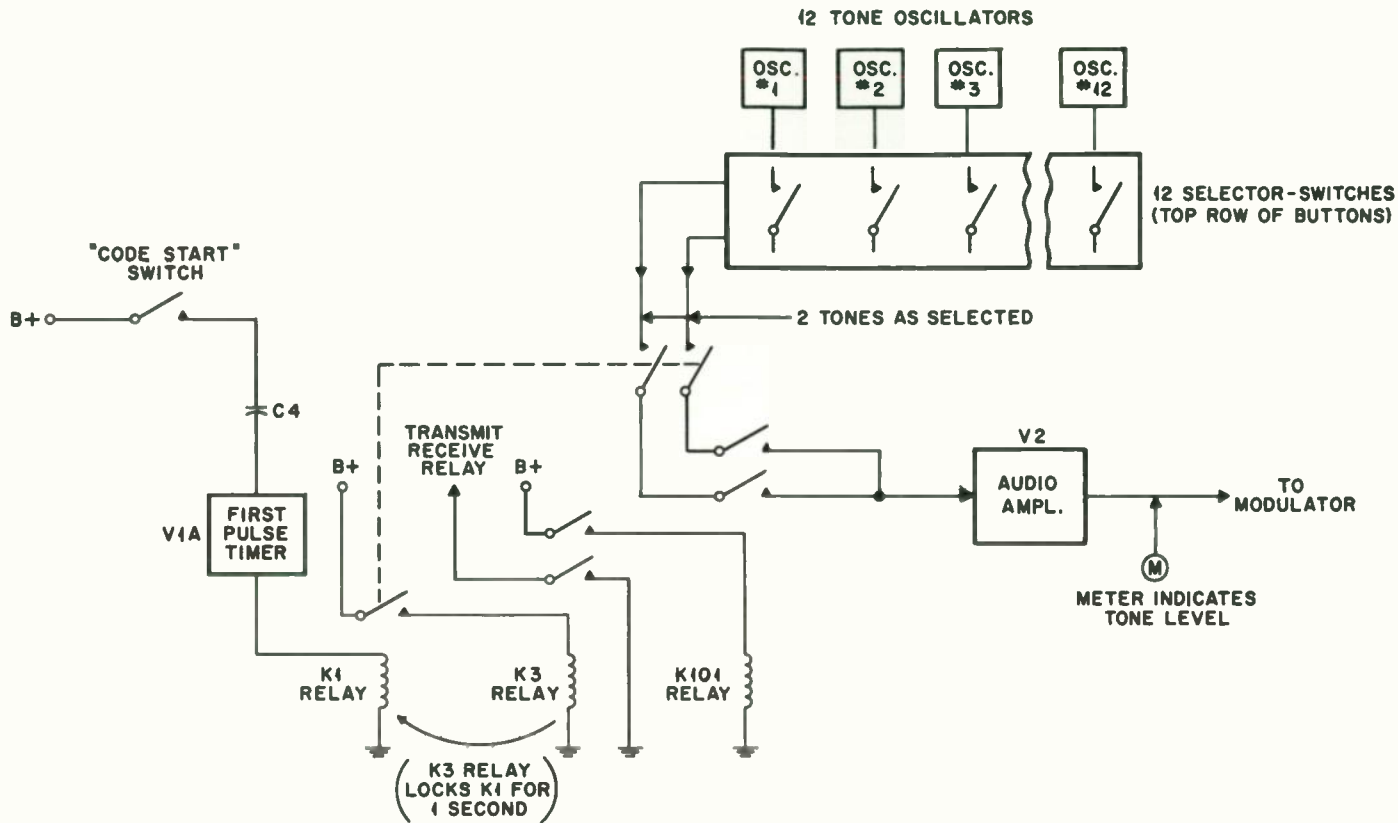 12 TONE OSCILLATORS
OSC.
#1
OSC.
#2
OSC.
#3
OSC.
#12
12 SELECTOR-SWITCHES
(TOP ROW OF BUTTONS)
"CODE START"
SWITCH
B+
2 TONES AS SELECTED
C4
TRANSMIT
RECEIVE
RELAY
B+
B+
V2
AUDIO
AMPL.
TO
MODULATOR
V1A
FIRST
PULSE
TIMER
M
METER INDICATES
TONE LEVEL
K1
RELAY
K3
RELAY
K101
RELAY
(K3 RELAY
LOCKS K1 FOR
1 SECOND)